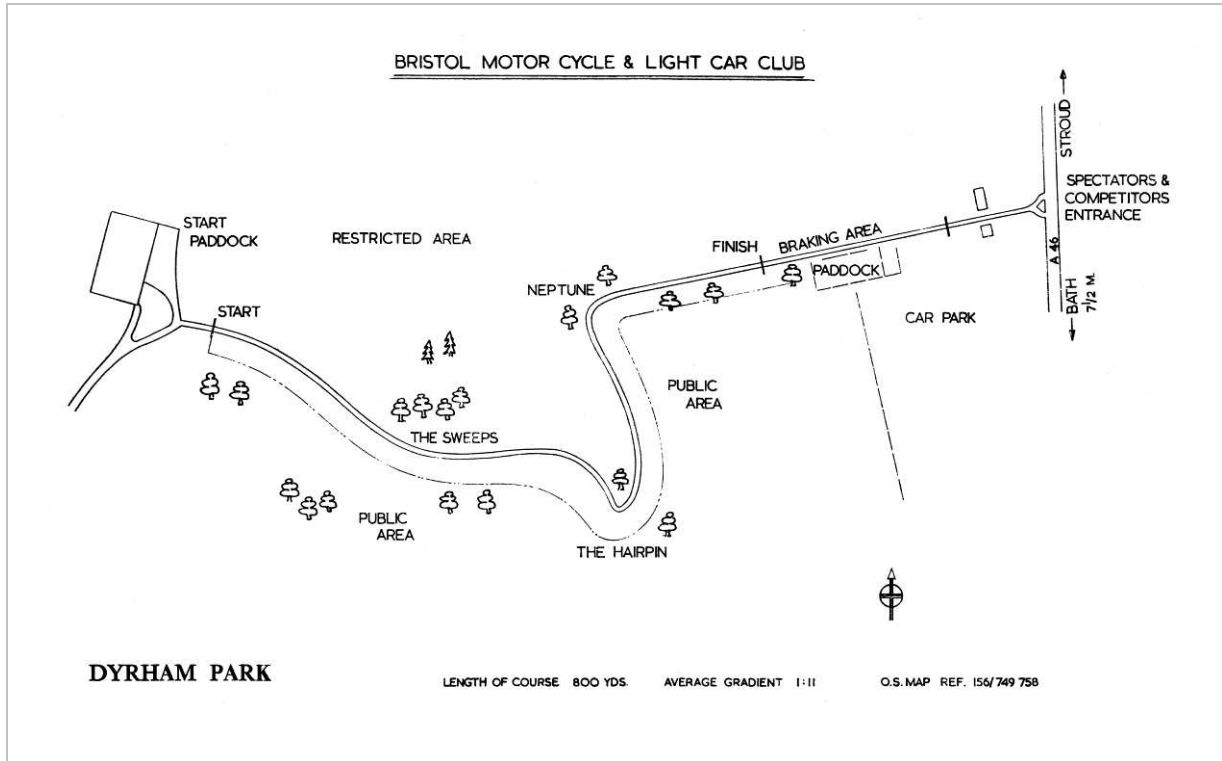 BRISTOL MOTOR CYCLE & LIGHT CAR CLUB
STROUD
SPECTATORS &
COMPETITORS
ENTRANCE
START
PADDOCK
RESTRICTED AREA
FINISH
BRAKING AREA
A 46
PADDOCK
NEPTUNE
BATH
7 1/2 M.
START
CAR PARK
PUBLIC
AREA
THE SWEEPS
PUBLIC
AREA
THE HAIRPIN
DYRHAM PARK
LENGTH OF COURSE 800 YDS. AVERAGE GRADIENT 1:11 O.S. MAP REF. 156/749 758